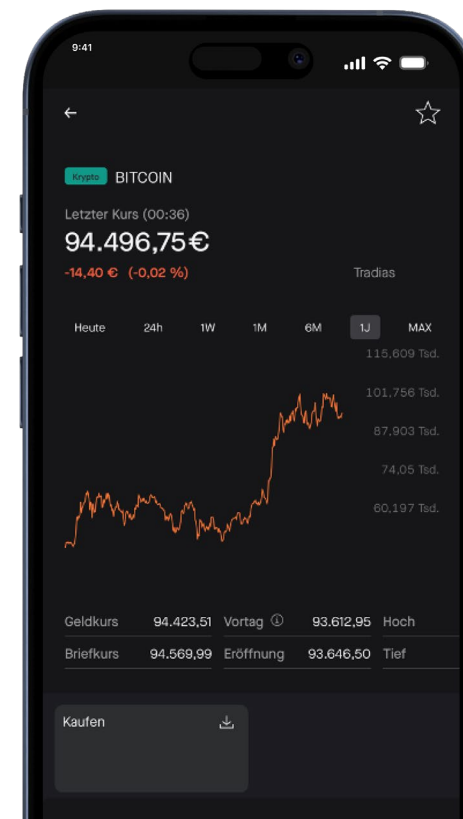 9:41
Krypto BITCOIN
Letzter Kurs (00:36)
94.496,75€
-14,40 € (-0,02 %)
Tradias
Heute 24h 1W 1M 6M 1J MAX
115,609 Tsd.
101,756 Tsd.
87,903 Tsd.
74,05 Tsd.
60,197 Tsd.
Geldkurs 94.423,51 Vortag 93.612,95 Hoch
Briefkurs 94.569,99 Eröffnung 93.646,50 Tief
Kaufen